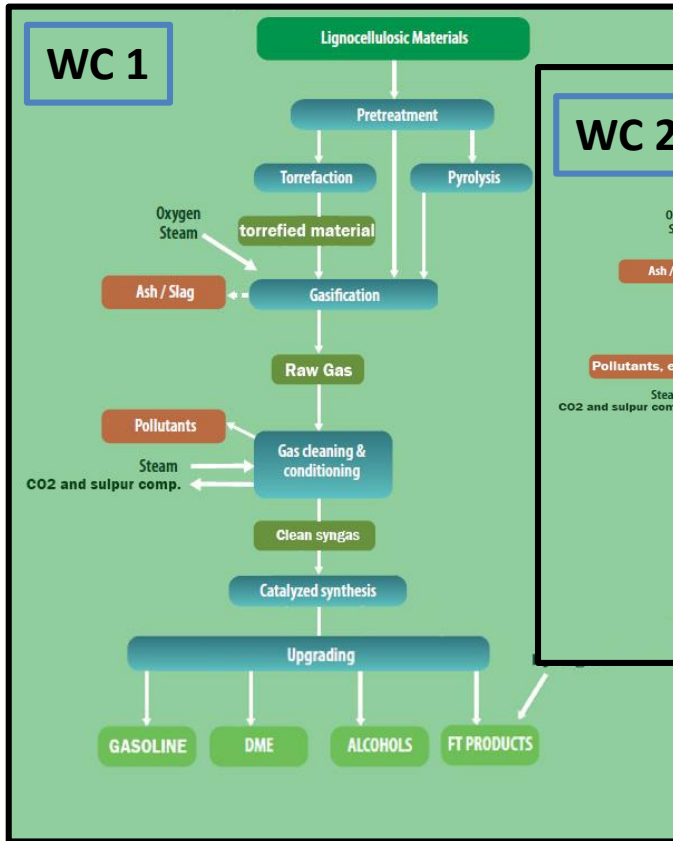 WC 1
Lignocellulosic Materials
Pretreatment
Torrefaction
Pyrolysis
Oxygen
Steam
torrefied material
Ash / Slag
Gasification
Raw Gas
Pollutants
Gas cleaning &
conditioning
Steam
CO2 and sulpur comp.
Clean syngas
Catalyzed synthesis
Upgrading
GASOLINE
DME
ALCOHOLS
FT PRODUCTS
WC 2
Ash /
Pollutants,
CO2 and sulpur